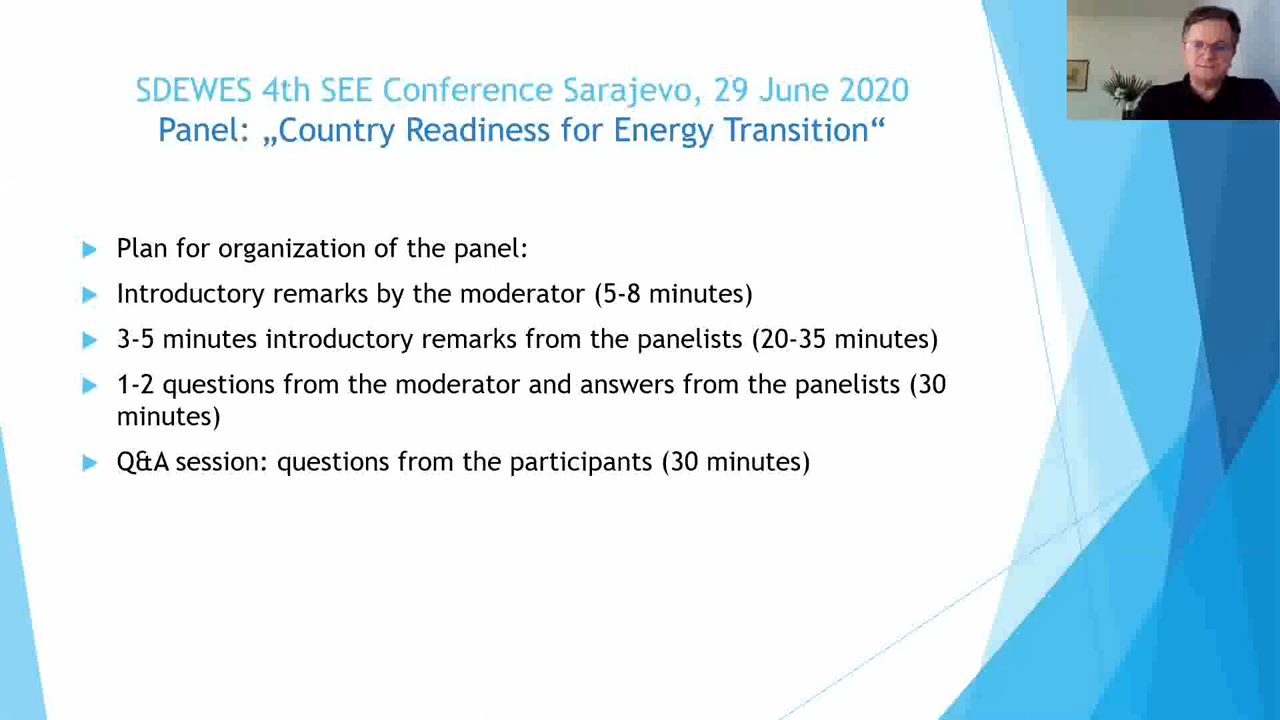 SDEWES 4th SEE Conference Sarajevo, 29 June 2020
Panel: „Country Readiness for Energy Transition“
Plan for organization of the panel:
Introductory remarks by the moderator (5-8 minutes)
3-5 minutes introductory remarks from the panelists (20-35 minutes)
1-2 questions from the moderator and answers from the panelists (30
minutes)
Q&A session: questions from the participants (30 minutes)